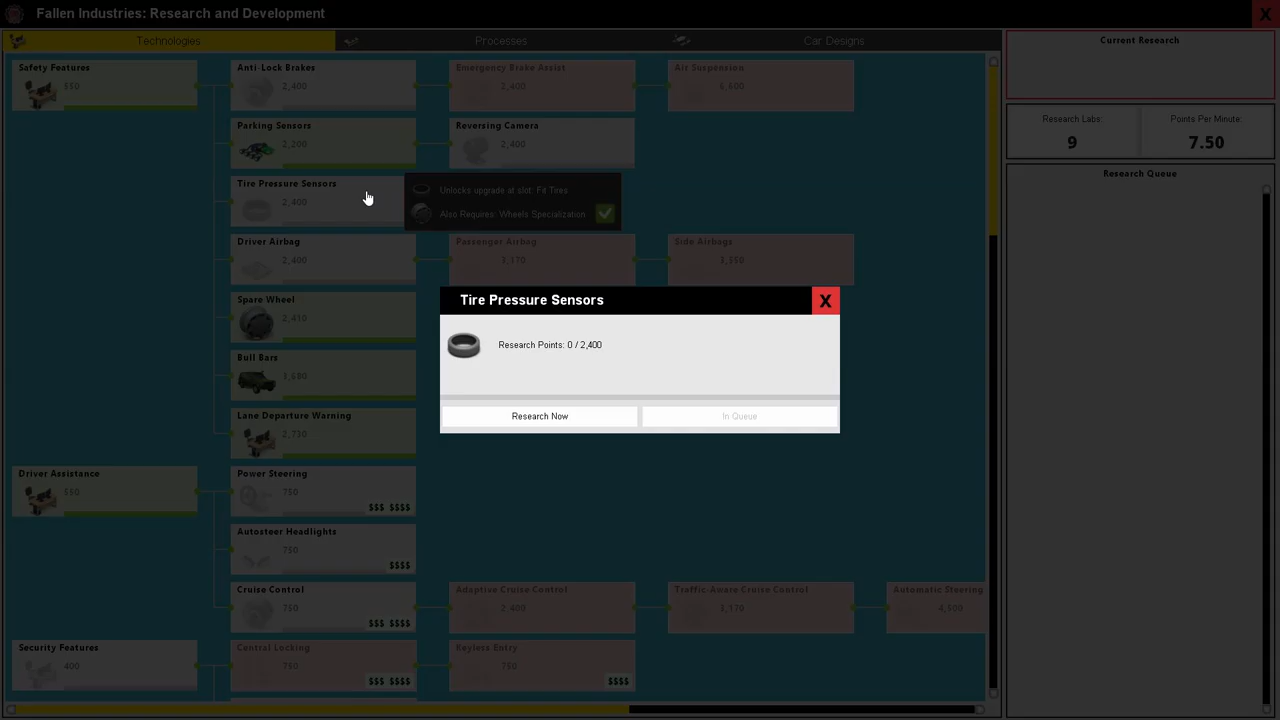 Fallen Industries: Research and Development
X
Technologies
Processes
Car Designs
Current Research
Research Labs:
9
Points Per Minute:
7.50
Research Queue
Safety Features
550
Anti-Lock Brakes
2,400
Emergency Brake Assist
2,400
Air Suspension
6,600
Parking Sensors
2,200
Reversing Camera
2,400
Tire Pressure Sensors
2,400
Unlocks upgrade at slot: Fit Tees
Also Requires: Wheels Specialization
Driver Airbag
2,400
Passenger Airbag
3,170
Side Airbags
3,550
Spare Wheel
2,410
Bull Bars
3,680
Lane Departure Warning
2,730
Tire Pressure Sensors
X
Research Points: 0 / 2,400
Research Now
In Queue
Driver Assistance
550
Power Steering
750
$$$ $$$$
Autosteer Headlights
750
$$$$
Cruise Control
750
$$$ $$$$
Adaptive Cruise Control
2,400
Traffic-Aware Cruise Control
3,170
Automatic Steering
4,500
Security Features
400
Central Locking
750
$$$ $$$$
Keyless Entry
750
$$$$